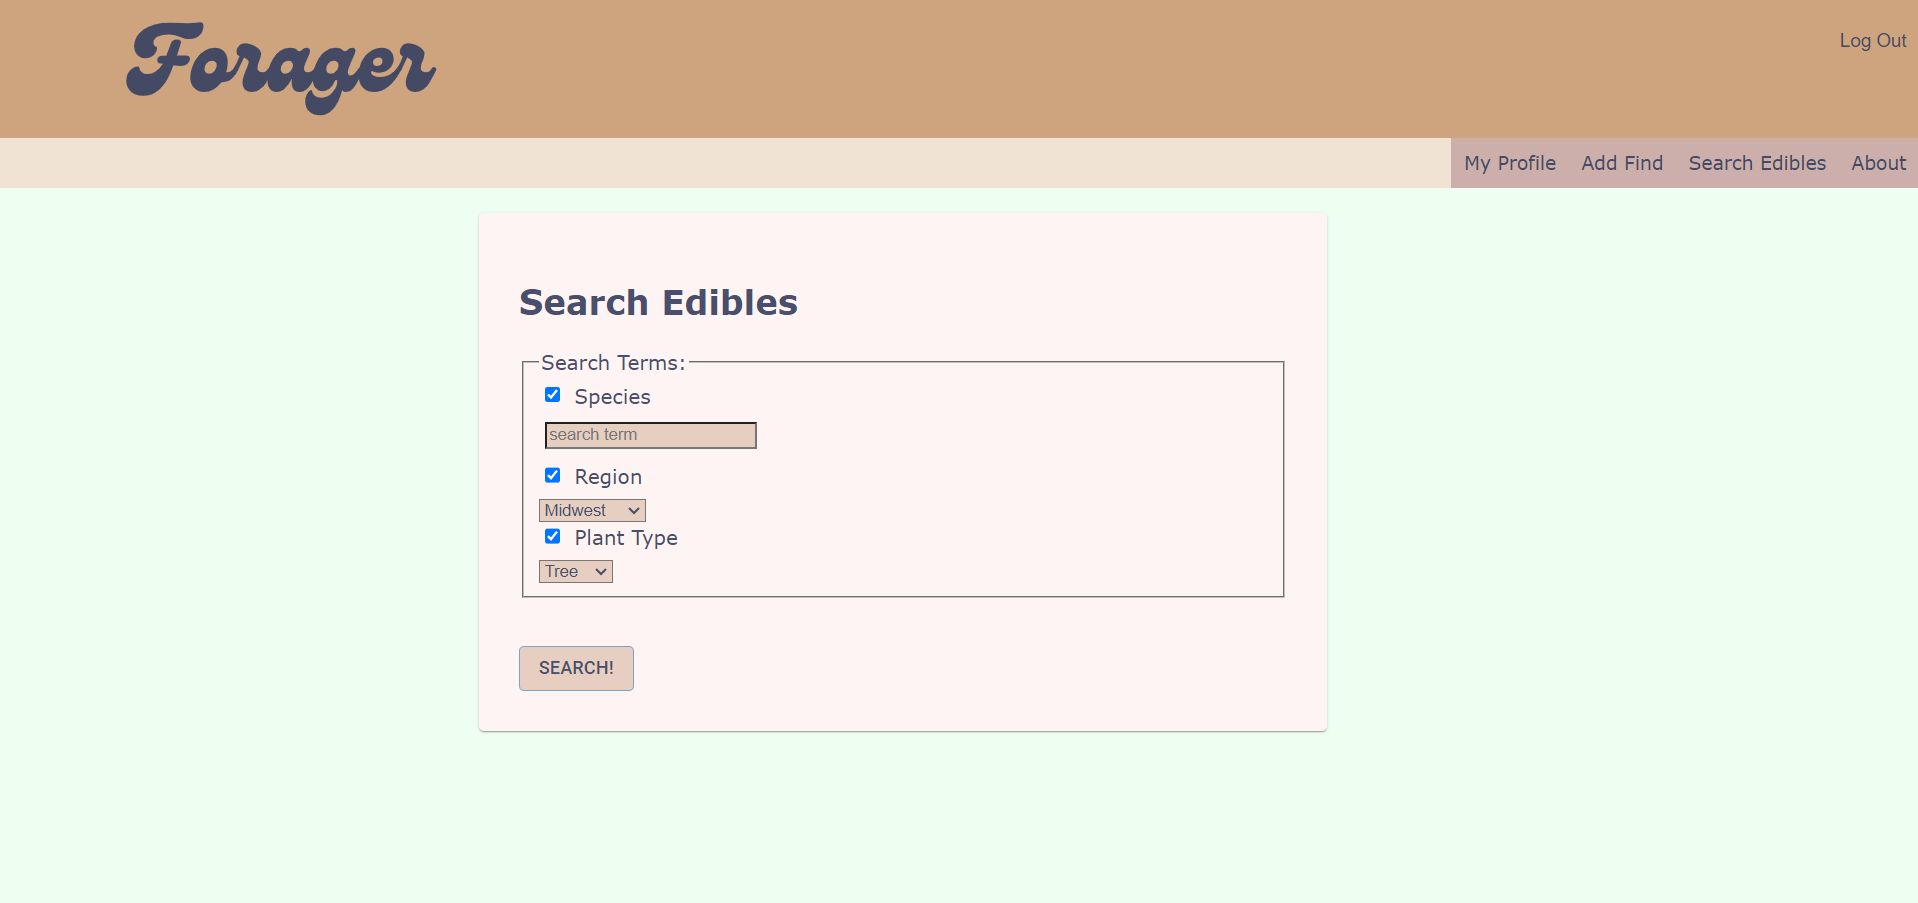 Forager
Log Out
My Profile Add Find Search Edibles About
Search Edibles
Search Terms:
Species
search term
Region
Midwest
Plant Type
Tree
SEARCH!